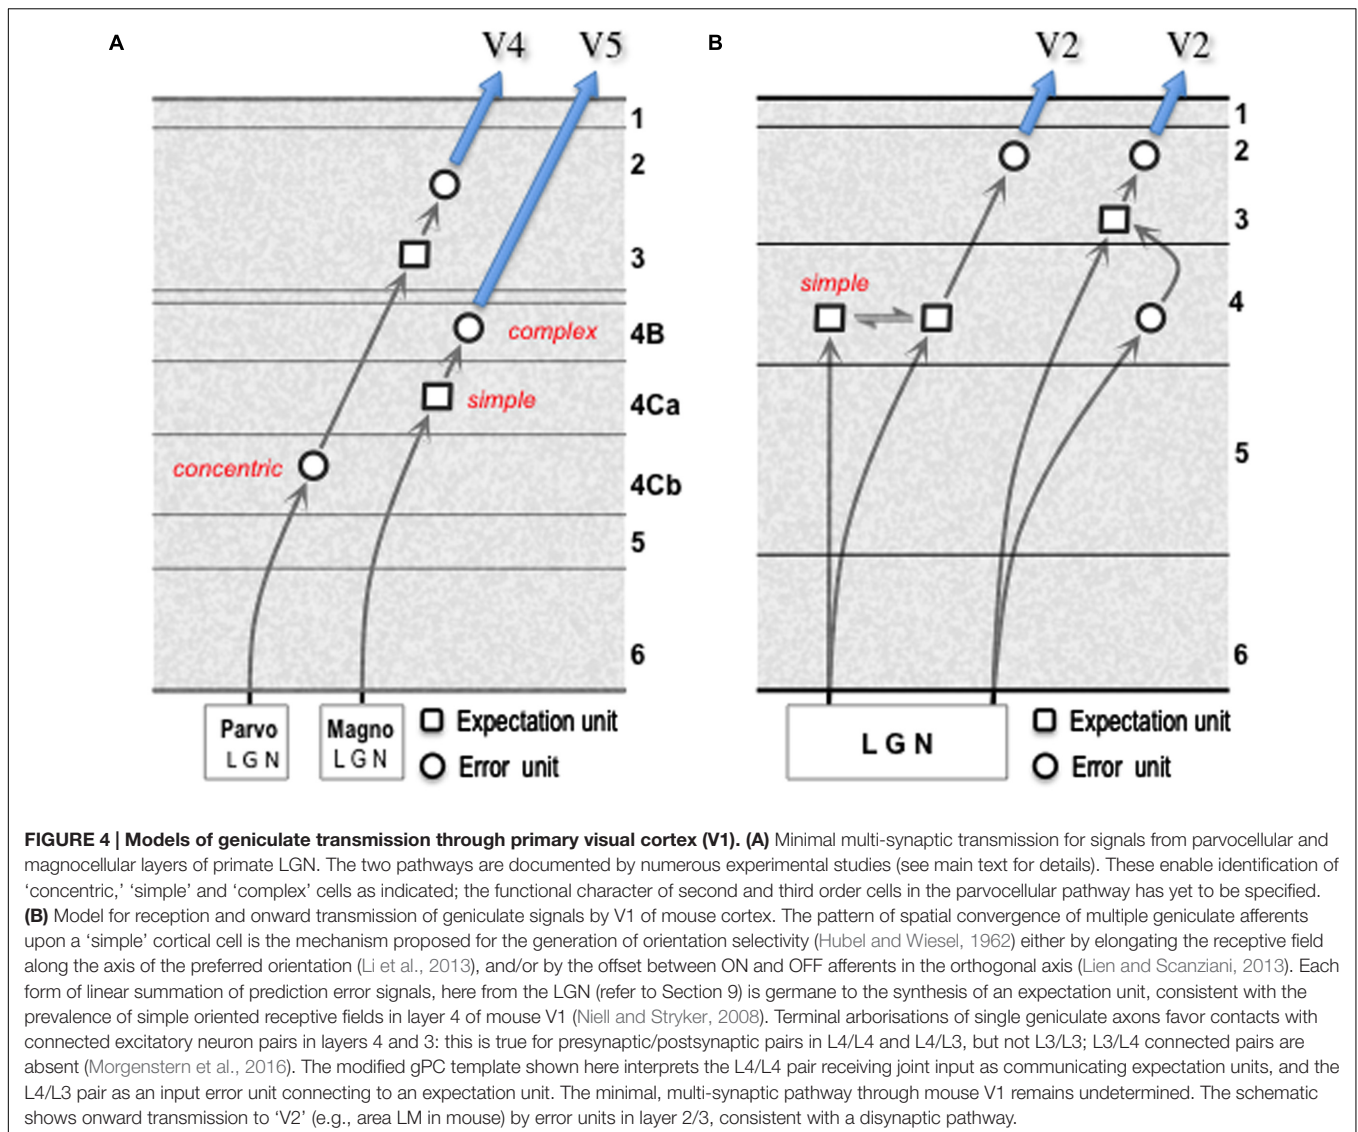 A
V4
V5
1
2
3
4B
complex
4Ca
simple
concentric
4Cb
5
6
Parvo
L G N
Magno
L G N
Expectation unit
Error unit
B
V2
V2
1
2
3
simple
4
5
6
L G N
Expectation unit
Error unit
FIGURE 4 | Models of geniculate transmission through primary visual cortex (V1). (A) Minimal multi-synaptic transmission for signals from parvocellular and
magnocellular layers of primate LGN. The two pathways are documented by numerous experimental studies (see main text for details). These enable identification of
‘concentric,’ ‘simple’ and ‘complex’ cells as indicated; the functional character of second and third order cells in the parvocellular pathway has yet to be specified.
(B) Model for reception and onward transmission of geniculate signals by V1 of mouse cortex. The pattern of spatial convergence of multiple geniculate afferents
upon a ‘simple’ cortical cell is the mechanism proposed for the generation of orientation selectivity (Hubel and Wiesel, 1962) either by elongating the receptive field
along the axis of the preferred orientation (Li et al., 2013), and/or by the offset between ON and OFF afferents in the orthogonal axis (Lien and Scanziani, 2013). Each
form of linear summation of prediction error signals, here from the LGN (refer to Section 9) is germane to the synthesis of an expectation unit, consistent with the
prevalence of simple oriented receptive fields in layer 4 of mouse V1 (Niell and Stryker, 2008). Terminal arborisations of single geniculate axons favor contacts with
connected excitatory neuron pairs in layers 4 and 3: this is true for presynaptic/postsynaptic pairs in L4/L4 and L4/L3, but not L3/L3; L3/L4 connected pairs are
absent (Morgenstern et al., 2016). The modified gPC template shown here interprets the L4/L4 pair receiving joint input as communicating expectation units, and the
L4/L3 pair as an input error unit connecting to an expectation unit. The minimal, multi-synaptic pathway through mouse V1 remains undetermined. The schematic
shows onward transmission to ‘V2’ (e.g., area LM in mouse) by error units in layer 2/3, consistent with a disynaptic pathway.